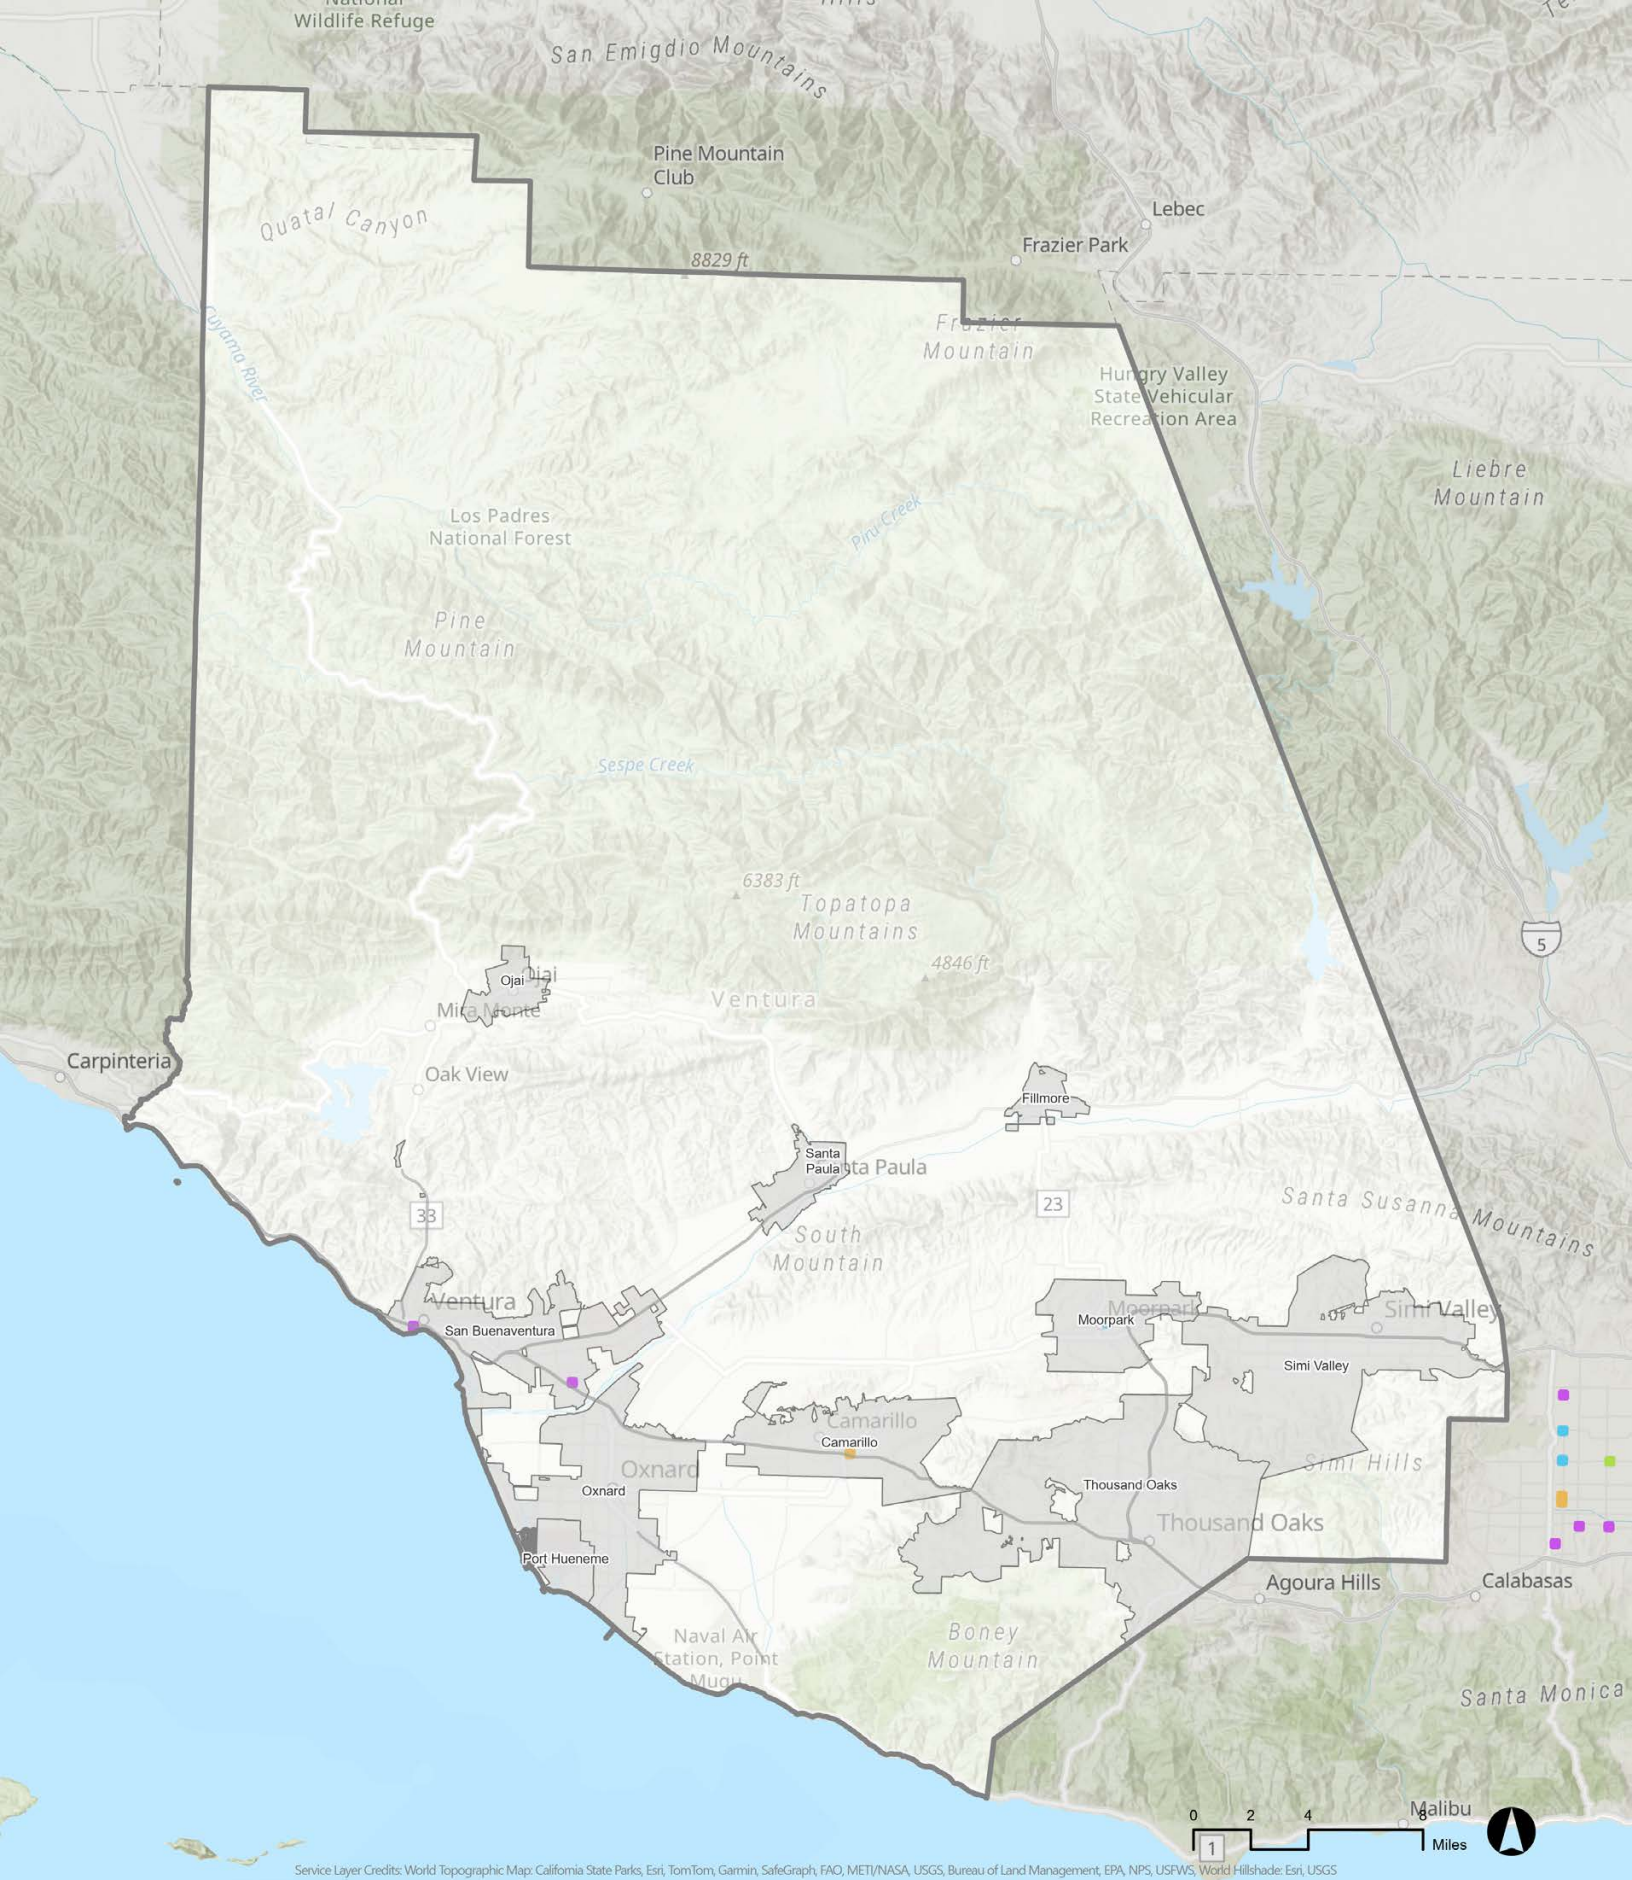 National
Wildlife Refuge
Hills
San Emigdio Mountains
Pine Mountain
Club
Lebec
Quatal Canyon
Frazier Park
8829 ft
Frazier
Mountain
Cuyama River
Hungry Valley
State Vehicular
Recreation Area
Liebre
Mountain
Los Padres
National Forest
Piru Creek
Pine
Mountain
Sespe Creek
6383 ft
Topatopa
Mountains
5
4846 ft
Ojai
Ojai
Ventura
Mira Monte
Carpinteria
Oak View
Fillmore
Santa
Paula
Santa Paula
33
23
Santa Susanna Mountains
South
Mountain
Ventura
San Buenaventura
Moorpark
Moorpark
Simi Valley
Simi Valley
Camarillo
Camarillo
Oxnard
Oxnard
Simi Hills
Thousand Oaks
Thousand Oaks
Port Hueneme
Agoura Hills
Calabasas
Naval Air
Station, Point
Mugu
Boney
Mountain
Santa Monica
Malibu
0 2 4 8
Miles
1
Service Layer Credits: World Topographic Map: California State Parks, Esri, TomTom, Garmin, SafeGraph, FAO, METI/NASA, USGS, Bureau of Land Management, EPA, NPS, USFWS, World Hillshade: Esri, USGS